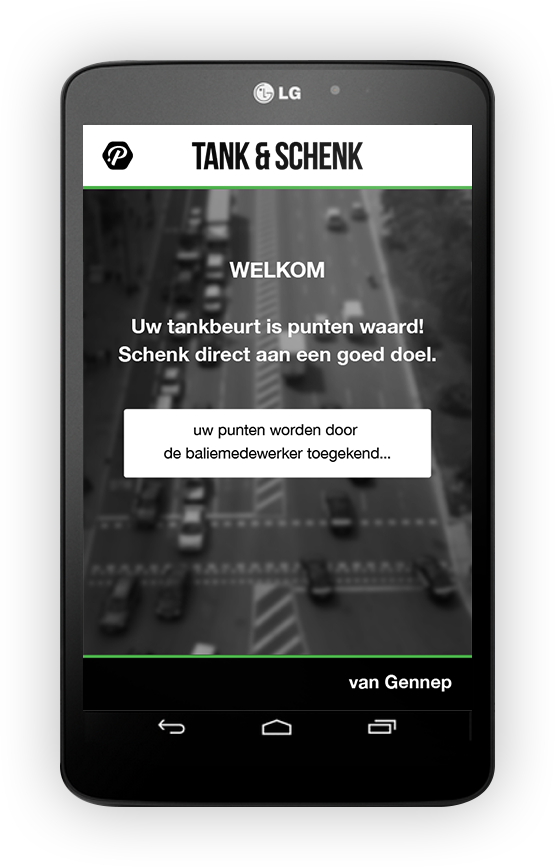 LG
TANK & SCHENK
WELKOM
Uw tankbeurt is punten waard!
Schenk direct aan een goed doel.
uw punten worden door
de baliemedewerker toegekend...
van Gennep